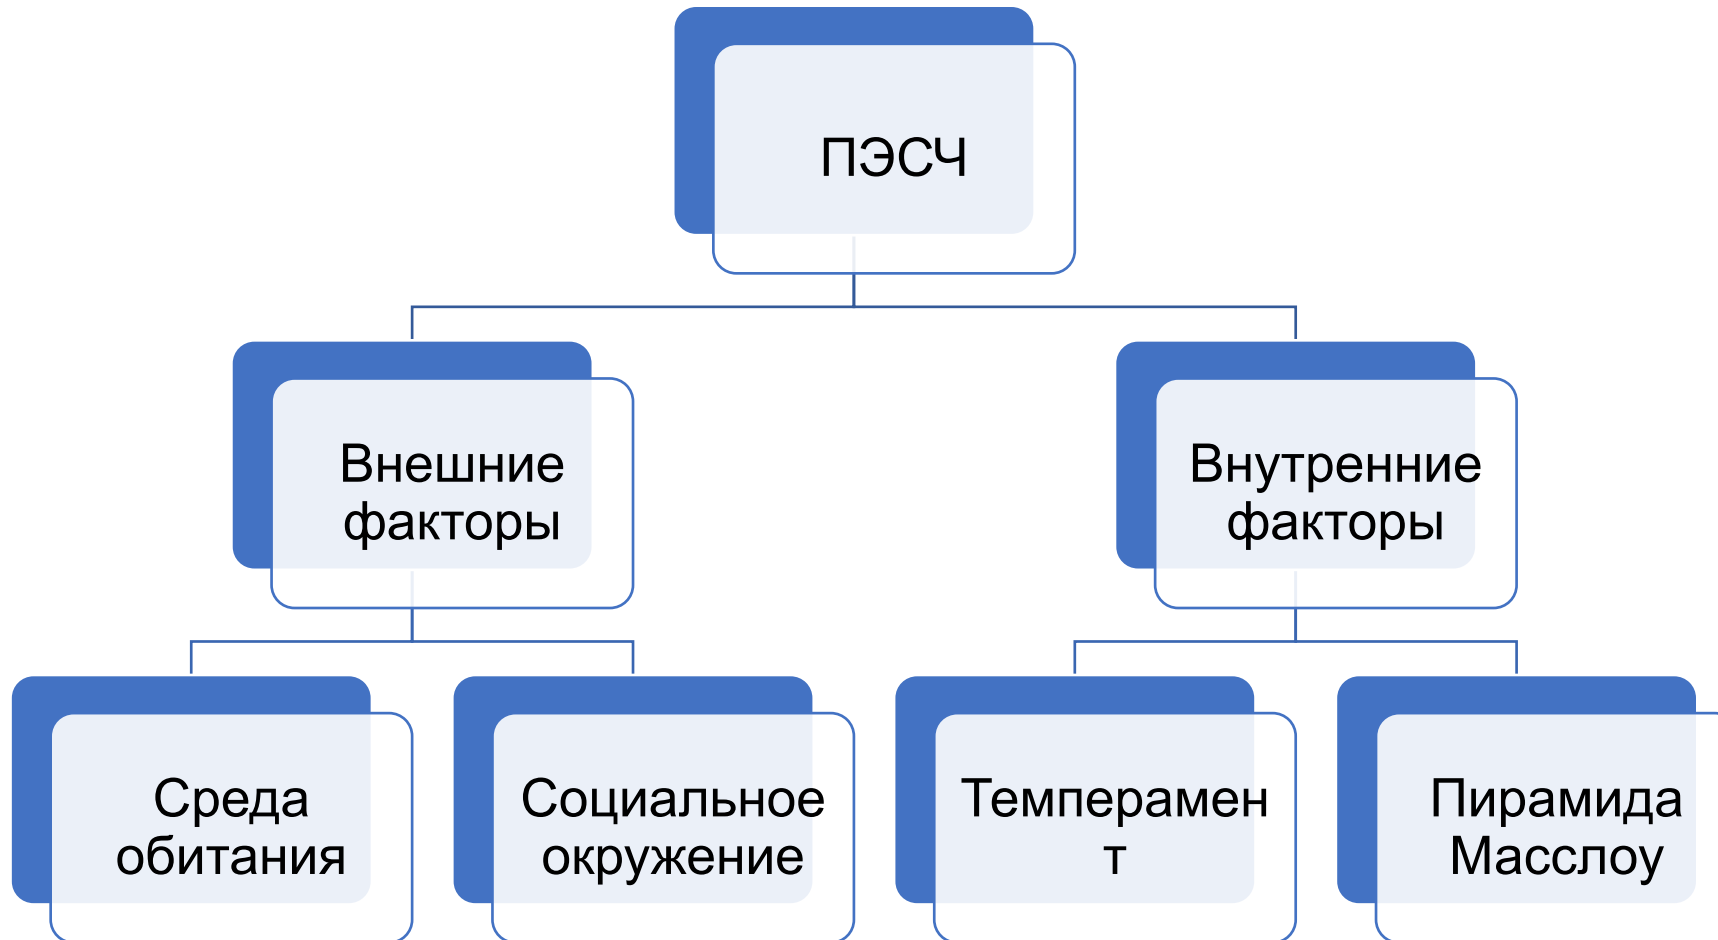 ПЭСЧ
Внешние
факторы
Внутренние
факторы
Среда
обитания
Социальное
окружение
Темперамен
т
Пирамида
Масслоу